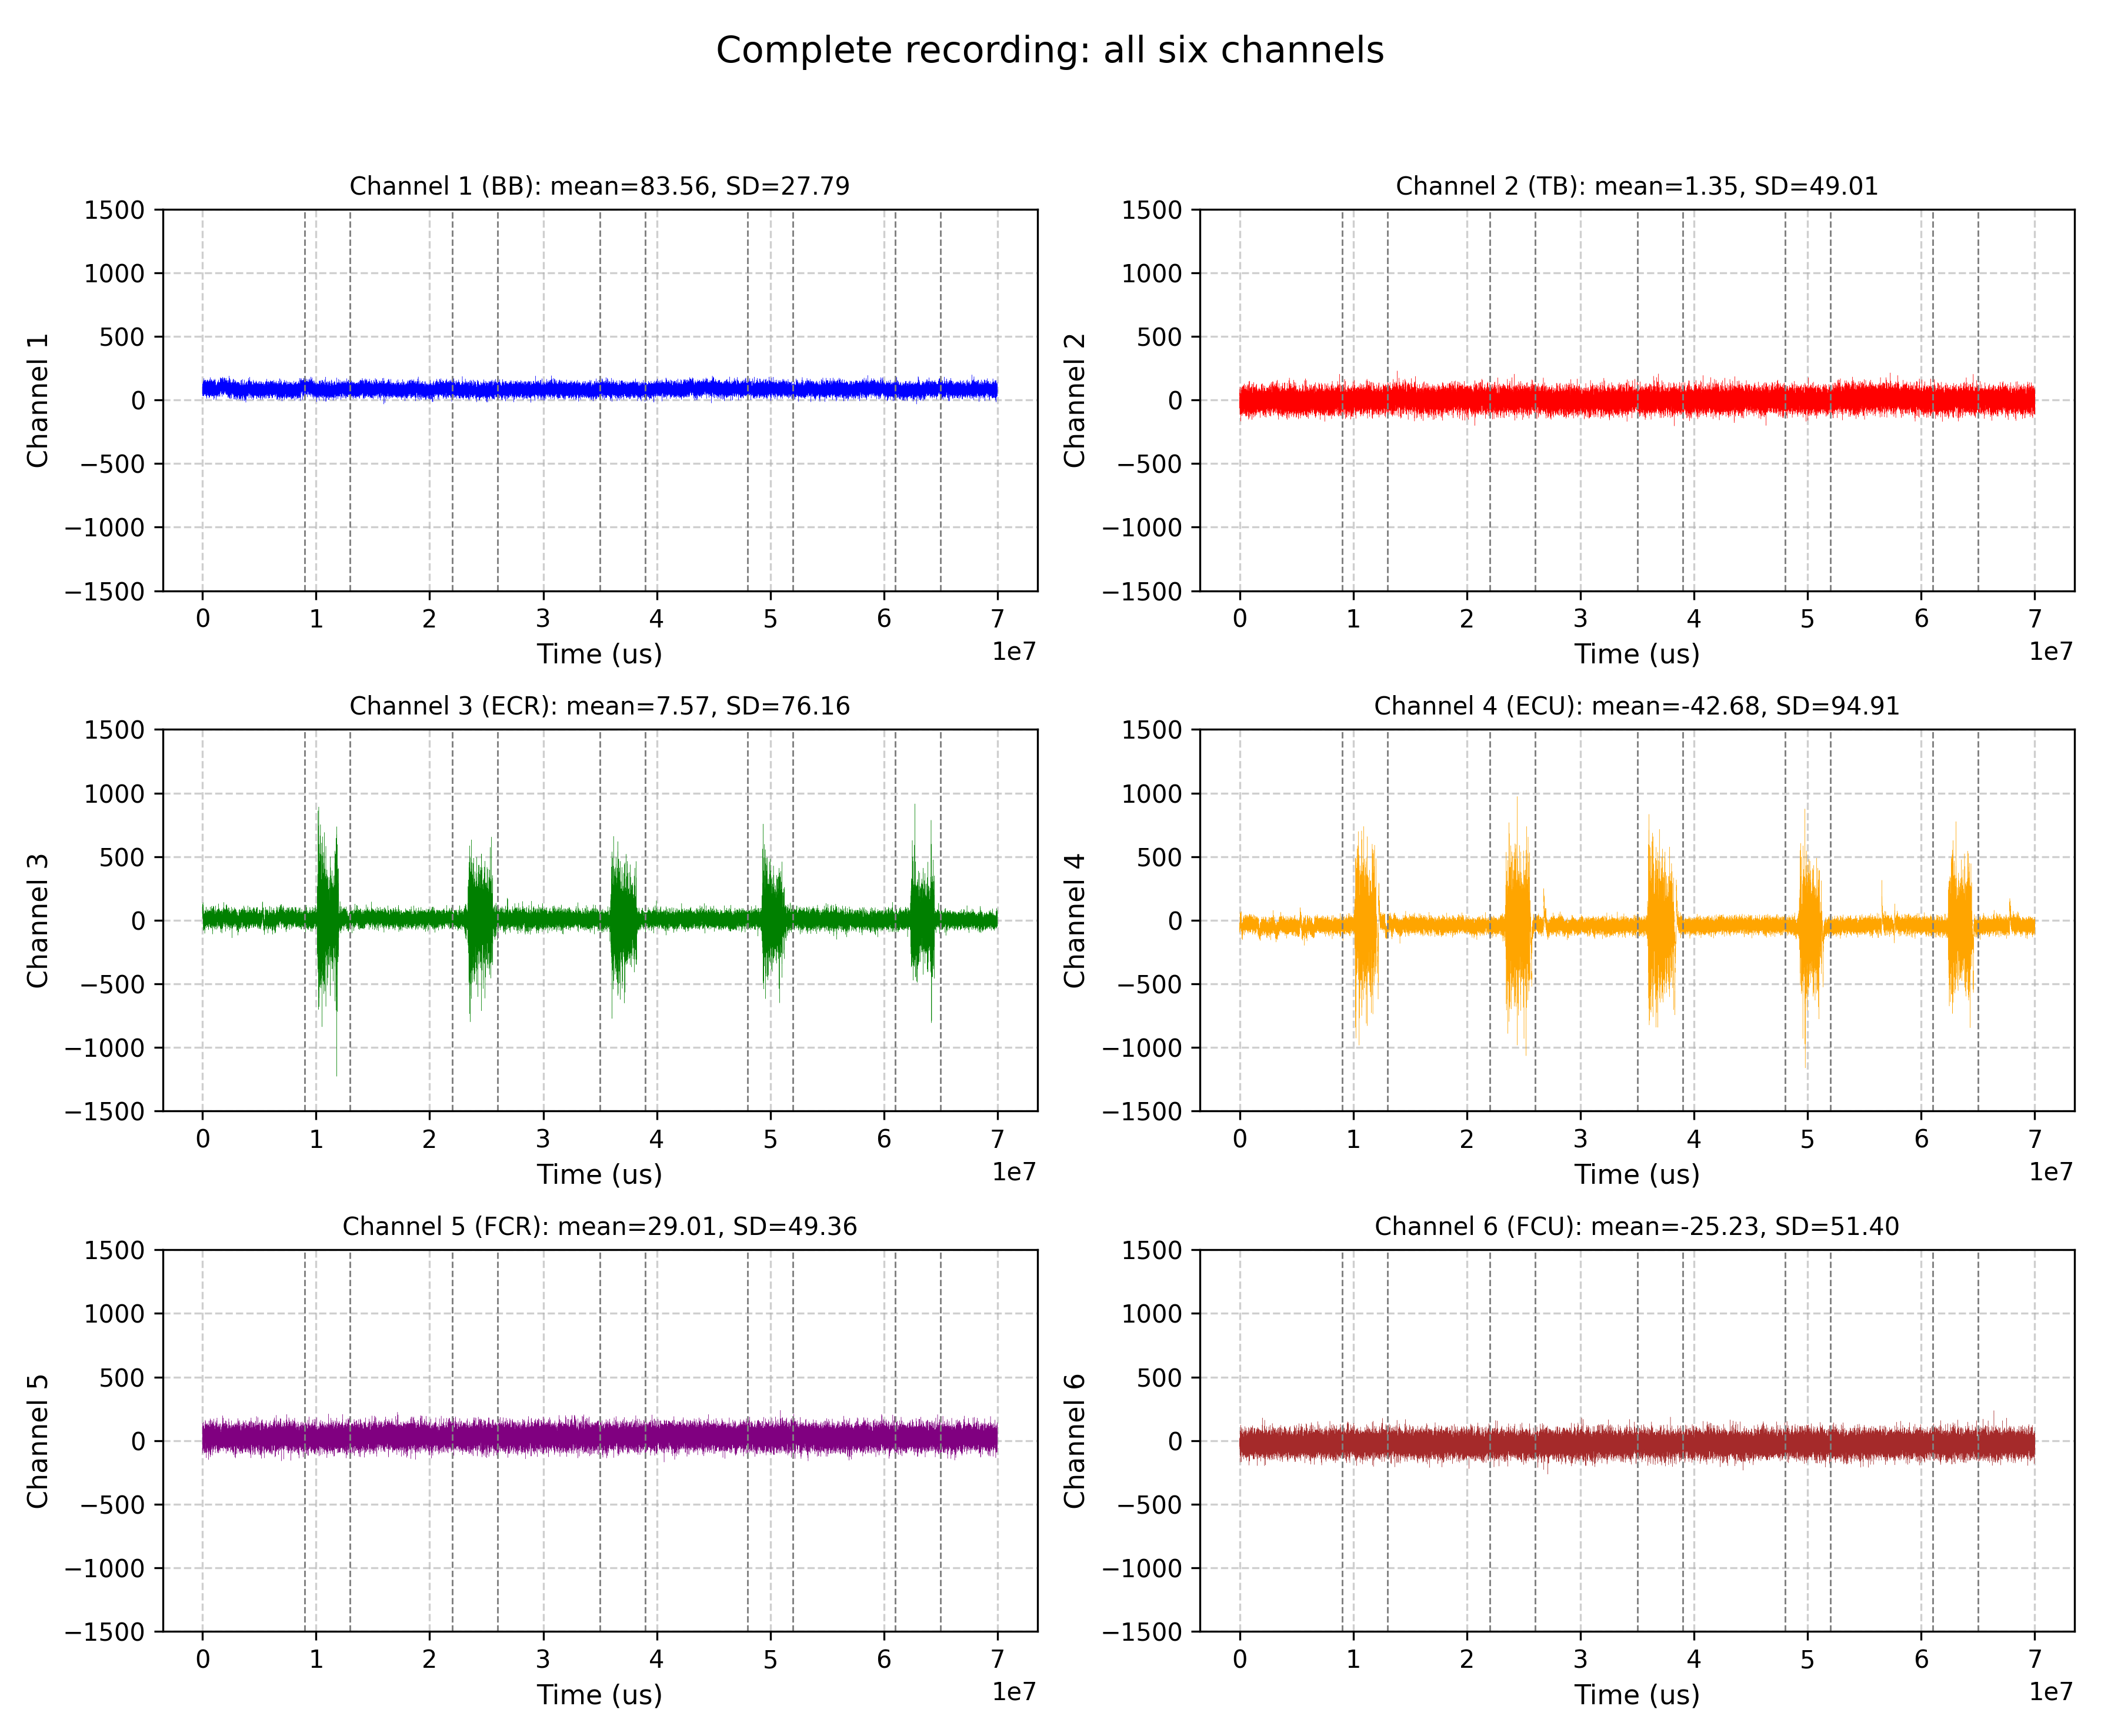 Complete recording: all six channels
Channel 1 (BB): mean=83.56, SD=27.79
1500
1000
500
0
−500
−1000
−1500
Channel 1
0 1 2 3 4 5 6 7
1e7
Time (us)
Channel 2 (TB): mean=1.35, SD=49.01
1500
1000
500
0
−500
−1000
−1500
Channel 2
0 1 2 3 4 5 6 7
1e7
Time (us)
Channel 3 (ECR): mean=7.57, SD=76.16
1500
1000
500
0
−500
−1000
−1500
Channel 3
0 1 2 3 4 5 6 7
1e7
Time (us)
Channel 4 (ECU): mean=-42.68, SD=94.91
1500
1000
500
0
−500
−1000
−1500
Channel 4
0 1 2 3 4 5 6 7
1e7
Time (us)
Channel 5 (FCR): mean=29.01, SD=49.36
1500
1000
500
0
−500
−1000
−1500
Channel 5
0 1 2 3 4 5 6 7
1e7
Time (us)
Channel 6 (FCU): mean=-25.23, SD=51.40
1500
1000
500
0
−500
−1000
−1500
Channel 6
0 1 2 3 4 5 6 7
1e7
Time (us)